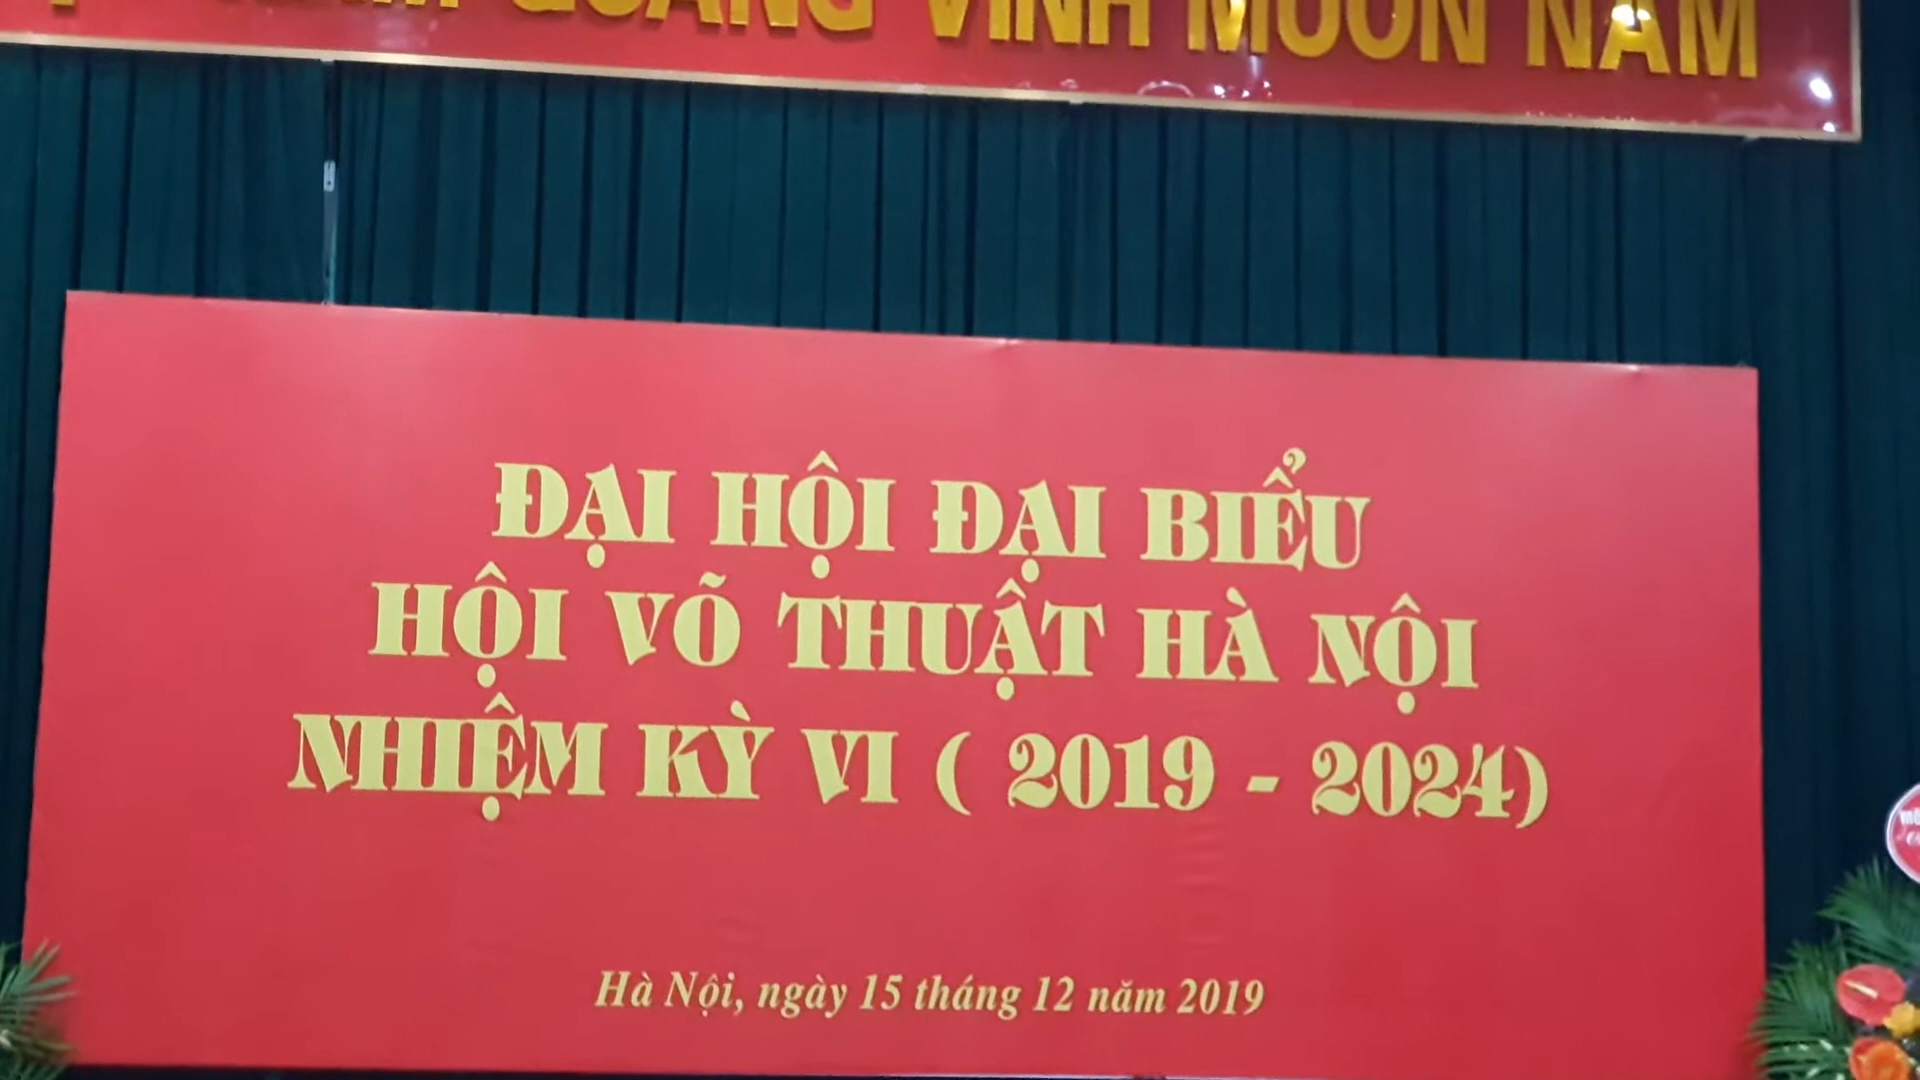 NAM QUANG VINH MUÔN NĂM
ĐẠI HỘI ĐẠI BIỂU
HỘI VÕ THUẬT HÀ NỘI
NHIỆM KỲ VI ( 2019 - 2024)
Hà Nội, ngày 15 tháng 12 năm 2019